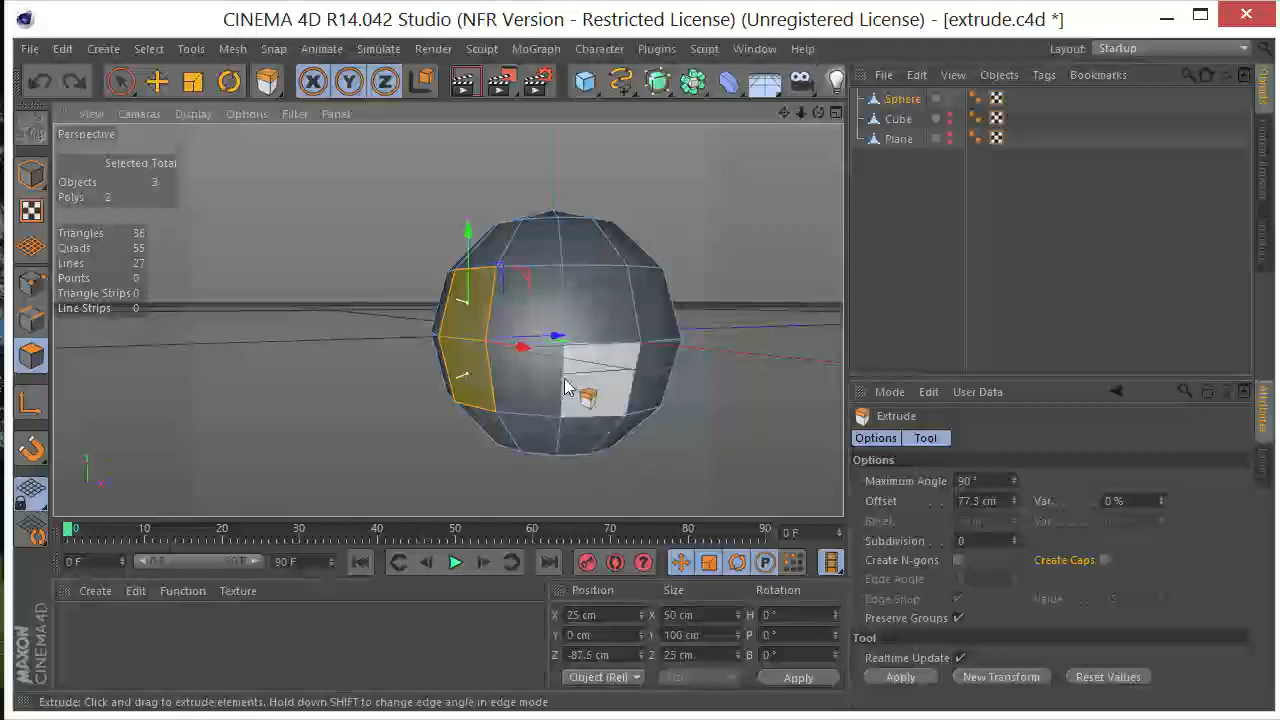 CINEMA 4D R14.042 Studio (NFR Version - Restricted License) (Unregistered License) - [extrude.c4d *]
File Edit Create Select Tools Mesh Snap Animate Simulate Render Sculpt MoGraph Character Plugins Script Window Help Layout: Startup
X Y Z
File Edit View Objects Tags Bookmarks
View Cameras Display Options Filter Panel
Sphere
Cube
Plane
Perspective
Selected Total
Objects 3
Polys 2
Triangles 36
Quads 55
Lines 27
Points 0
Triangle Strips 0
Line Strips 0
Objects
Attributes
Mode Edit User Data
Extrude
Options Tool
Options
Maximum Angle 90 °
Offset 77.3 cm Var. 0 %
Subdivision 0
Create N-gons Create Caps
Edge Angle
Edge Snap Value
Preserve Groups
Tool
Realtime Update
Apply New Transform Reset Values
0 10 20 30 40 50 60 70 80 90 0 F
0 F 90 F P
Create Edit Function Texture
Position Size Rotation
X 25 cm X 50 cm H 0 °
Y 0 cm Y 100 cm P 0 °
Z -87.5 cm Z 25 cm B 0 °
Object (Rel) Apply
MAXON CINEMA 4D
Extrude: Click and drag to extrude elements. Hold down SHIFT to change edge angle in edge mode